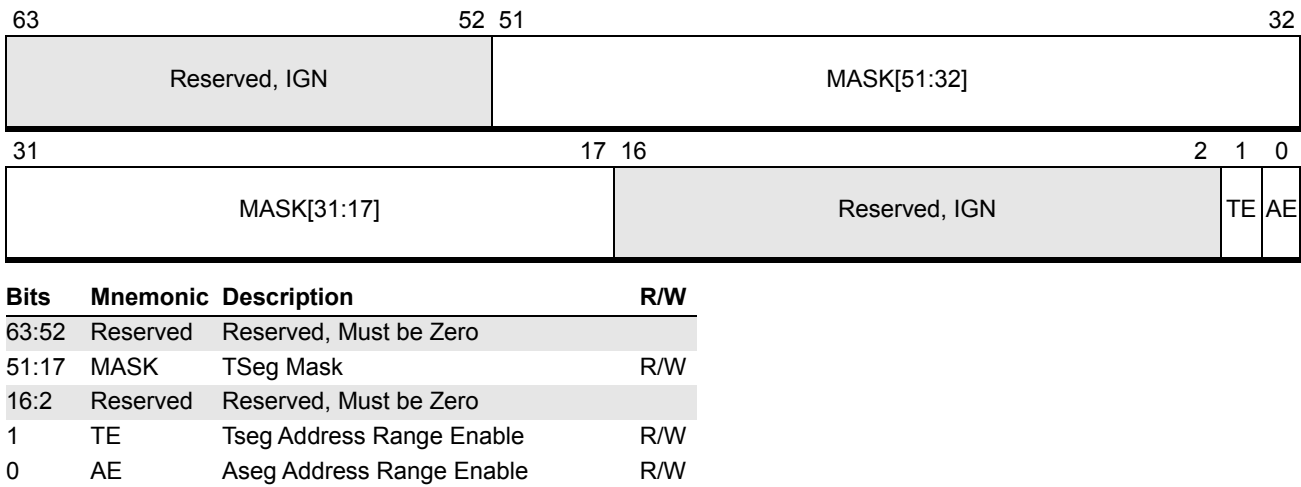 63 52 51 32
Reserved, IGN MASK[51:32]
31 17 16 2 1 0
MASK[31:17] Reserved, IGN TE AE
Bits Mnemonic Description R/W
63:52 Reserved Reserved, Must be Zero
51:17 MASK TSeg Mask R/W
16:2 Reserved Reserved, Must be Zero
1 TE Tseg Address Range Enable R/W
0 AE Aseg Address Range Enable R/W